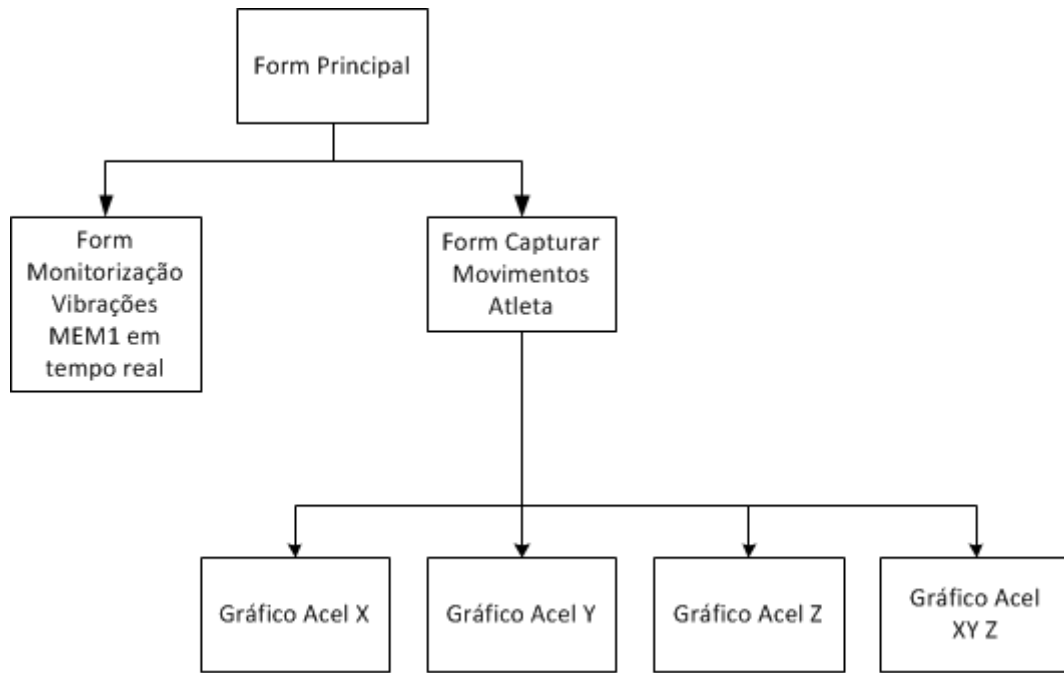 Form Principal
Form
Monitorização
Vibrações
MEM1 em
tempo real
Form Capturar
Movimentos
Atleta
Gráfico Acel X
Gráfico Acel Y
Gráfico Acel Z
Gráfico Acel
XY Z